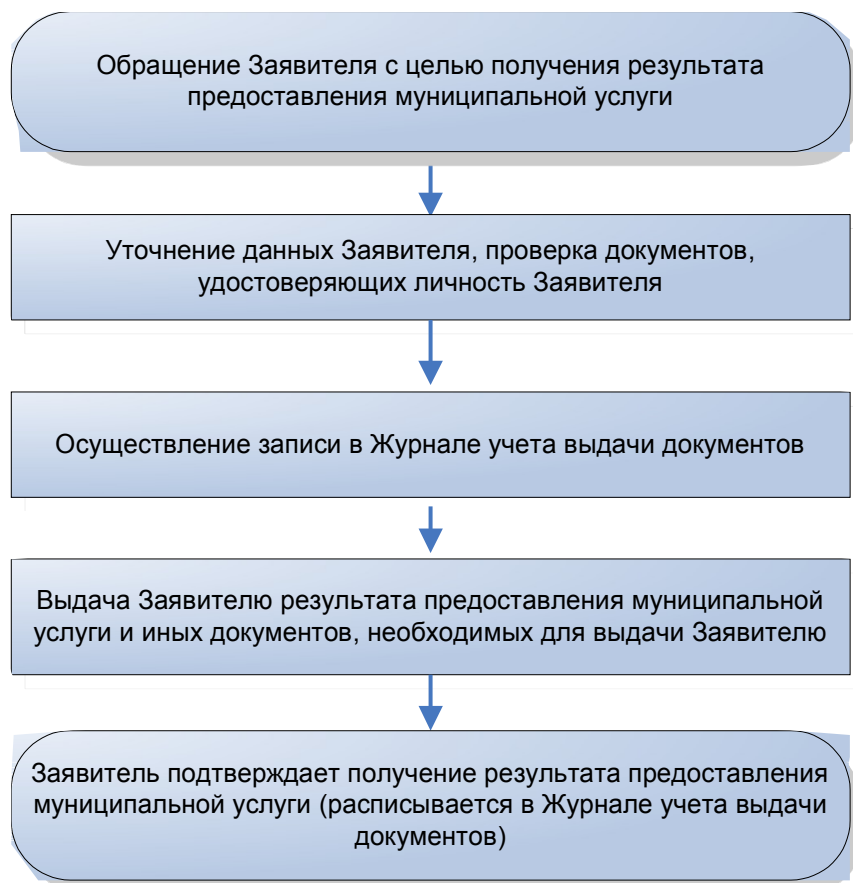 Обращение Заявителя с целью получения результата
предоставления муниципальной услуги
Уточнение данных Заявителя, проверка документов,
удостоверяющих личность Заявителя
Осуществление записи в Журнале учета выдачи документов
Выдача Заявителю результата предоставления муниципальной
услуги и иных документов, необходимых для выдачи Заявителю
Заявитель подтверждает получение результата предоставления
муниципальной услуги (расписывается в Журнале учета выдачи
документов)